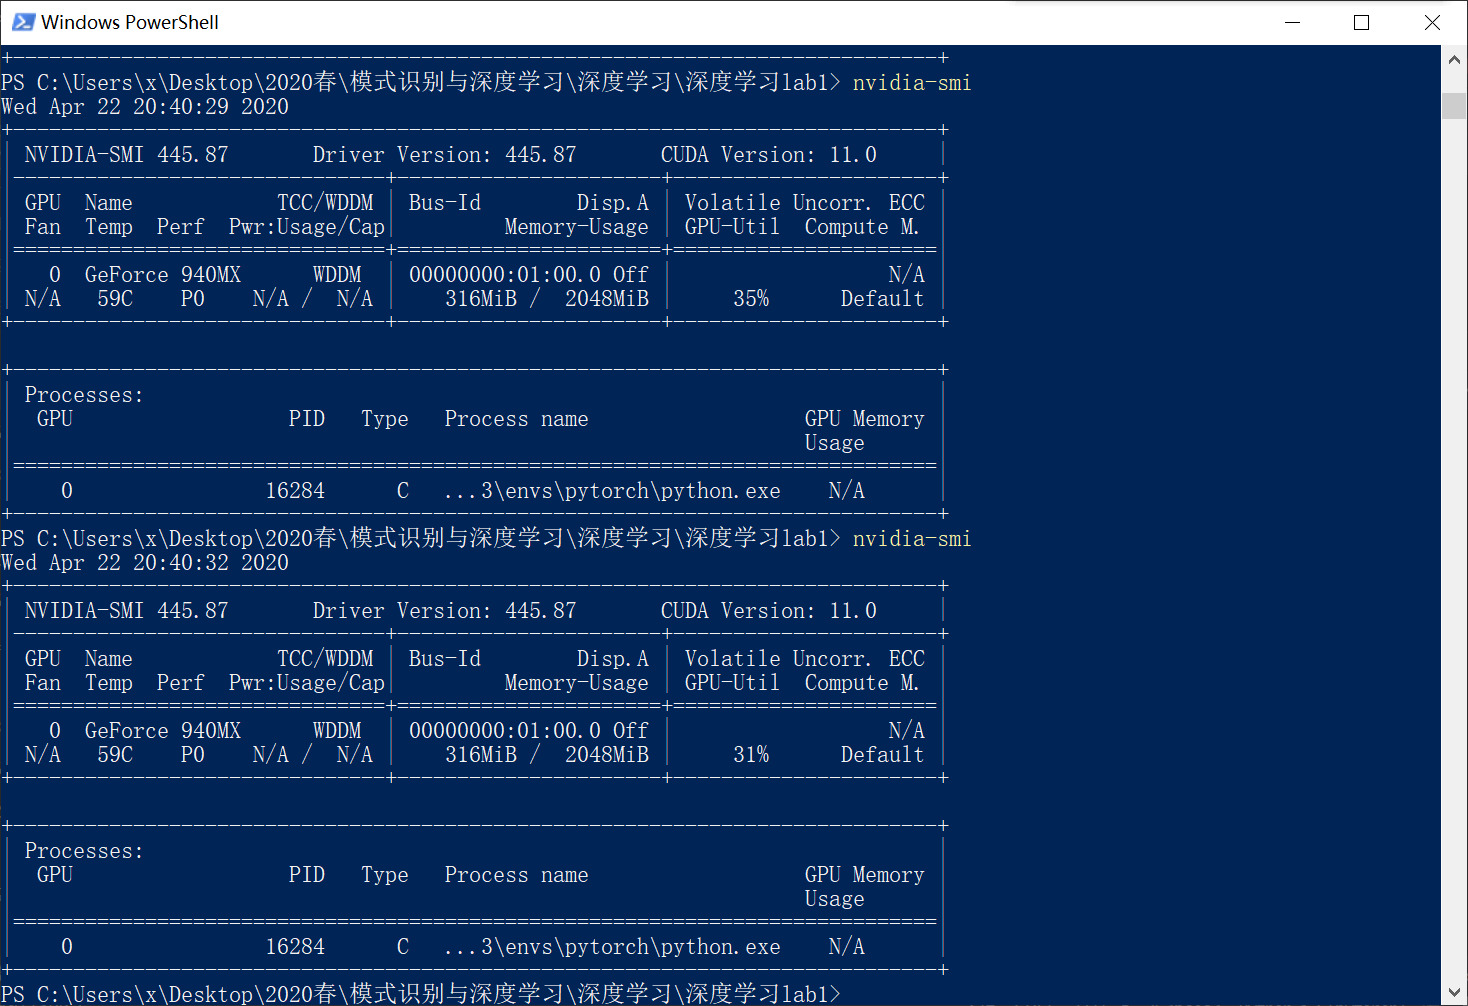 Windows PowerShell
+-----------------------------------------------------------------------------+
PS C:\Users\x\Desktop\2020春\模式识别与深度学习\深度学习\深度学习lab1> nvidia-smi
Wed Apr 22 20:40:29 2020
+-----------------------------------------------------------------------------+
| NVIDIA-SMI 445.87       Driver Version: 445.87       CUDA Version: 11.0     |
|-------------------------------+----------------------+----------------------+
| GPU  Name            TCC/WDDM | Bus-Id        Disp.A | Volatile Uncorr. ECC |
| Fan  Temp  Perf  Pwr:Usage/Cap|         Memory-Usage | GPU-Util  Compute M. |
|===============================+======================+======================|
|   0  GeForce 940MX      WDDM  | 00000000:01:00.0 Off |                  N/A |
| N/A   59C    P0    N/A /  N/A |    316MiB /  2048MiB |     35%      Default |
+-------------------------------+----------------------+----------------------+
+-----------------------------------------------------------------------------+
| Processes:                                                                  |
|  GPU                  PID   Type   Process name                  GPU Memory |
|                                                                  Usage      |
|=============================================================================|
|    0                16284      C   ...3\envs\pytorch\python.exe    N/A      |
+-----------------------------------------------------------------------------+
PS C:\Users\x\Desktop\2020春\模式识别与深度学习\深度学习\深度学习lab1> nvidia-smi
Wed Apr 22 20:40:32 2020
+-----------------------------------------------------------------------------+
| NVIDIA-SMI 445.87       Driver Version: 445.87       CUDA Version: 11.0     |
|-------------------------------+----------------------+----------------------+
| GPU  Name            TCC/WDDM | Bus-Id        Disp.A | Volatile Uncorr. ECC |
| Fan  Temp  Perf  Pwr:Usage/Cap|         Memory-Usage | GPU-Util  Compute M. |
|===============================+======================+======================|
|   0  GeForce 940MX      WDDM  | 00000000:01:00.0 Off |                  N/A |
| N/A   59C    P0    N/A /  N/A |    316MiB /  2048MiB |     31%      Default |
+-------------------------------+----------------------+----------------------+
+-----------------------------------------------------------------------------+
| Processes:                                                                  |
|  GPU                  PID   Type   Process name                  GPU Memory |
|                                                                  Usage      |
|=============================================================================|
|    0                16284      C   ...3\envs\pytorch\python.exe    N/A      |
+-----------------------------------------------------------------------------+
PS C:\Users\x\Desktop\2020春\模式识别与深度学习\深度学习\深度学习lab1>